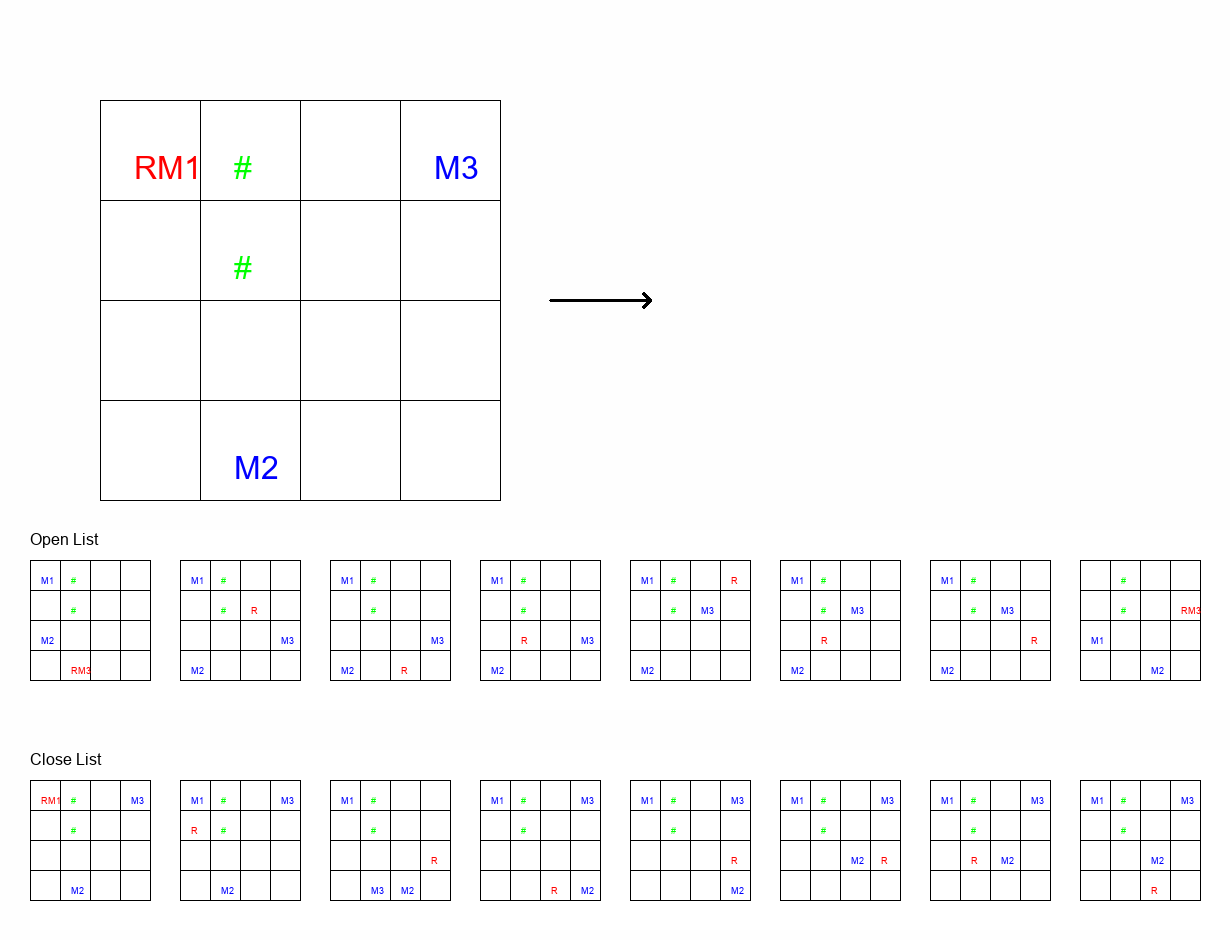 RM1 # M3
#
M2
Open List
M1 # M1 # M1 # M1 # M1 # R M1 # M1 # #
# # R # # # M3 # M3 # M3 # RM3
M2 M3 M3 R M3 R R M1
RM3 M2 M2 R M2 M2 M2 M2 M2
Close List
RM1 # M3 M1 # M3 M1 # M1 # M3 M1 # M3 M1 # M3 M1 # M3 M1 # M3
# R # # # # # # #
R R M2 R R M2 M2
M2 M2 M3 M2 R M2 M2 R